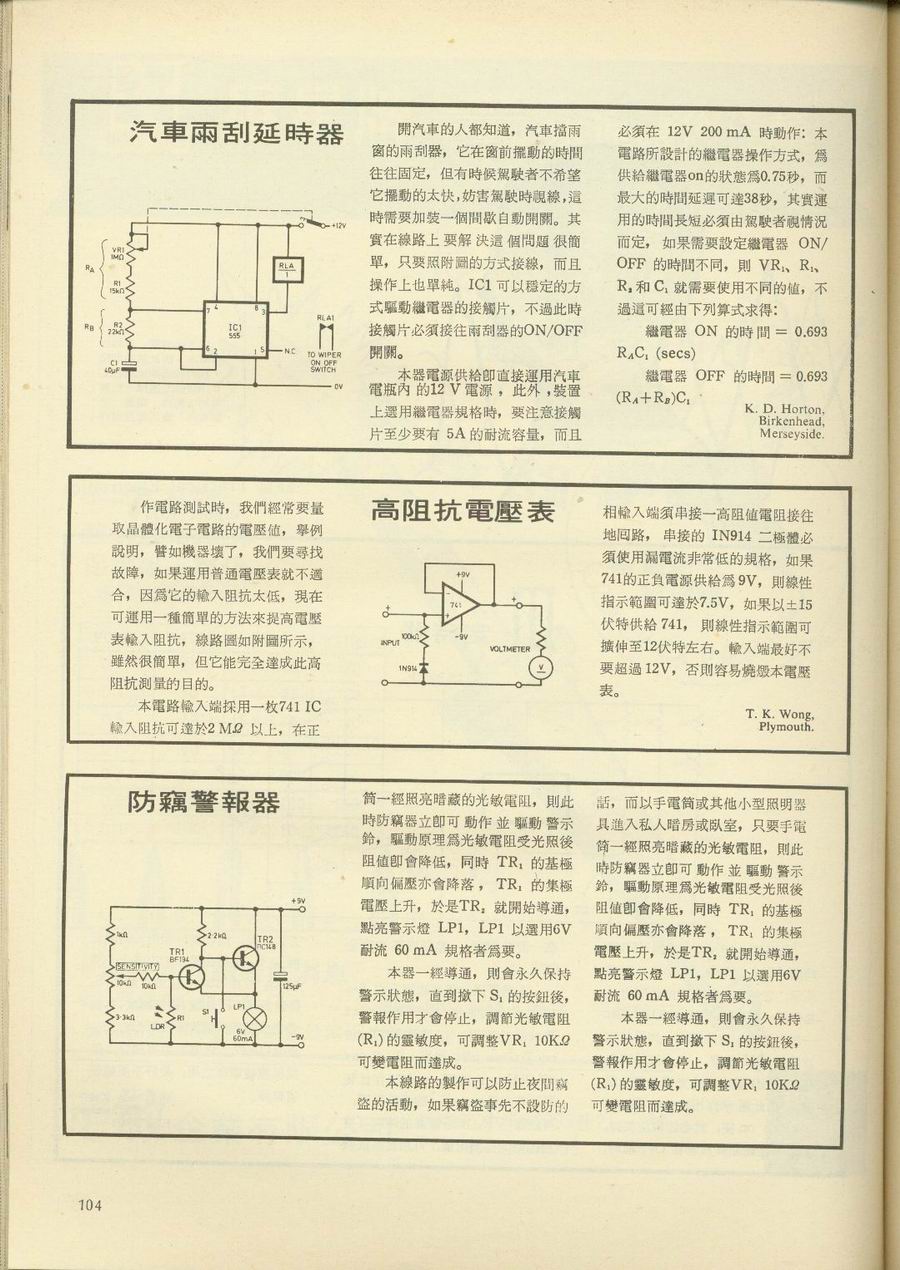 汽車雨刮延時器
+12V
VR1
1MΩ
RA
R1
15kΩ
RLA
1
7
4
8
3
IC1
555
RB
R2
22kΩ
6
2
1
5
N.C.
RLA1
TO WIPER
ON OFF
SWITCH
C1
40μF
0V
開汽車的人都知道，汽車擋雨
窗的雨刮器，它在窗前擺動的時間
往往固定，但有時候駕駛者不希望
它擺動的太快，妨害駕駛時視線，這
時需要加裝一個間歇自動開關。其
實在線路上要解決這個問題很簡
單，只要照附圖的方式接線，而且
操作上也單純。IC1 可以穩定的方
式驅動繼電器的接觸片，不過此時
接觸片必須接往雨刮器的ON/OFF
開關。
本器電源供給卽直接運用汽車
電瓶內的12 V 電源，此外，裝置
上選用繼電器規格時，要注意接觸
片至少要有 5A 的耐流容量，而且
必須在 12V 200 mA 時動作：本
電路所設計的繼電器操作方式，爲
供給繼電器on的狀態爲0.75秒，而
最大的時間延遲可達38秒，其實運
用的時間長短必須由駕駛者視情況
而定，如果需要設定繼電器 ON/
OFF 的時間不同，則 VR₁、R₁、
R₂ 和 C₁ 就需要使用不同的値，不
過這可經由下列算式求得：
繼電器 ON 的時間 = 0.693
RAC₁ (secs)
繼電器 OFF 的時間 = 0.693
(RA+RB)C₁
K. D. Horton,
Birkenhead,
Merseyside.
作電路測試時，我們經常要量
取晶體化電子電路的電壓値，舉例
說明，譬如機器壞了，我們要尋找
故障，如果運用普通電壓表就不適
合，因爲它的輸入阻抗太低，現在
可運用一種簡單的方法來提高電壓
表輸入阻抗，線路圖如附圖所示，
雖然很簡單，但它能完全達成此高
阻抗測量的目的。
本電路輸入端採用一枚741 IC
輸入阻抗可達於2 MΩ 以上，在正
高阻抗電壓表
+9V
741
-9V
INPUT
100kΩ
1N914
VOLTMETER
V
相輸入端須串接一高阻値電阻接往
地回路，串接的 IN914 二極體必
須使用漏電流非常低的規格，如果
741的正負電源供給爲 9V，則線性
指示範圍可達於7.5V，如果以±15
伏特供給 741，則線性指示範圍可
擴伸至12伏特左右。輸入端最好不
要超過 12V，否則容易燒燬本電壓
表。
T. K. Wong,
Plymouth.
防竊警報器
+9V
1kΩ
2·2kΩ
TR2
BC148
TR1
BF194
SENSITIVITY
10kΩ
10kΩ
125μF
3·3kΩ
LDR
R1
S1
LP1
6V
60mA
-9V
筒一經照亮暗藏的光敏電阻，則此
時防竊器立卽可動作並驅動警示
鈴，驅動原理爲光敏電阻受光照後
阻値卽會降低，同時 TR₁ 的基極
順向偏壓亦會降落，TR₁ 的集極
電壓上升，於是TR₂ 就開始導通，
點亮警示燈 LP1，LP1 以選用6V
耐流 60 mA 規格者爲要。
本器一經導通，則會永久保持
警示狀態，直到撳下 S₁ 的按鈕後，
警報作用才會停止，調節光敏電阻
(R₁) 的靈敏度，可調整VR₁ 10KΩ
可變電阻而達成。
本線路的製作可以防止夜間竊
盜的活動，如果竊盜事先不設防的
話，而以手電筒或其他小型照明器
具進入私人暗房或臥室，只要手電
筒一經照亮暗藏的光敏電阻，則此
時防竊器立卽可動作並驅動警示
鈴，驅動原理爲光敏電阻受光照後
阻値卽會降低，同時 TR₁ 的基極
順向偏壓亦會降落，TR₁ 的集極
電壓上升，於是TR₂ 就開始導通，
點亮警示燈 LP1，LP1 以選用6V
耐流 60 mA 規格者爲要。
本器一經導通，則會永久保持
警示狀態，直到撳下 S₁ 的按鈕後，
警報作用才會停止，調節光敏電阻
(R₁) 的靈敏度，可調整VR₁ 10KΩ
可變電阻而達成。
104